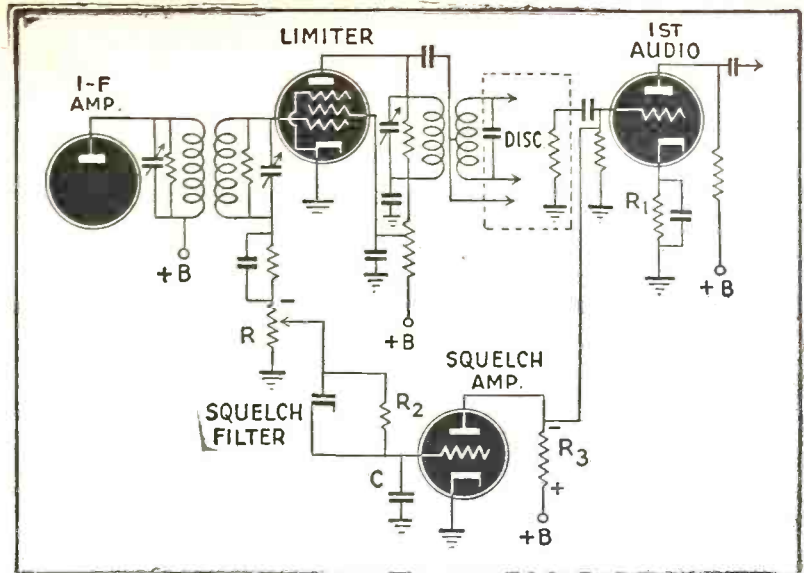 LIMITER
1ST
AUDIO
I-F
AMP.
DISC
R1
+B
+B
+B
R
SQUELCH
AMP.
R2
SQUELCH
FILTER
R3
C
+B